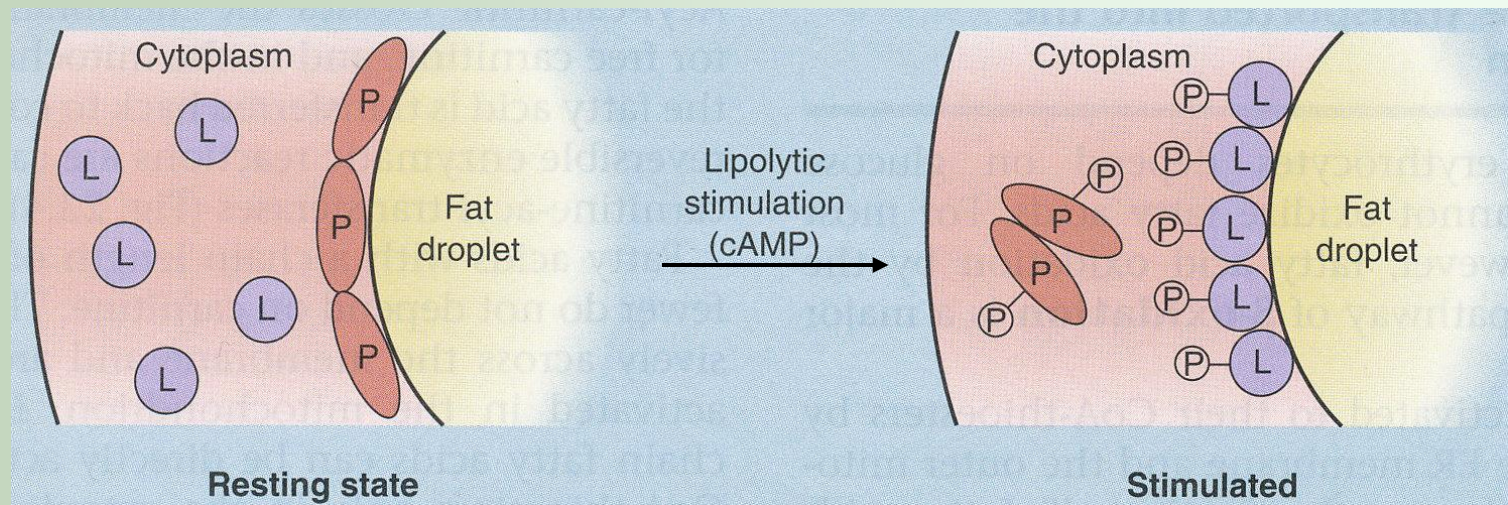 Cytoplasm
L
L
L
L
L
P
P
P
Fat
droplet
Resting state
Lipolytic
stimulation
(cAMP)
Cytoplasm
P
P
P
P
P L
P L
P L
P L
P L
Fat
droplet
Stimulated